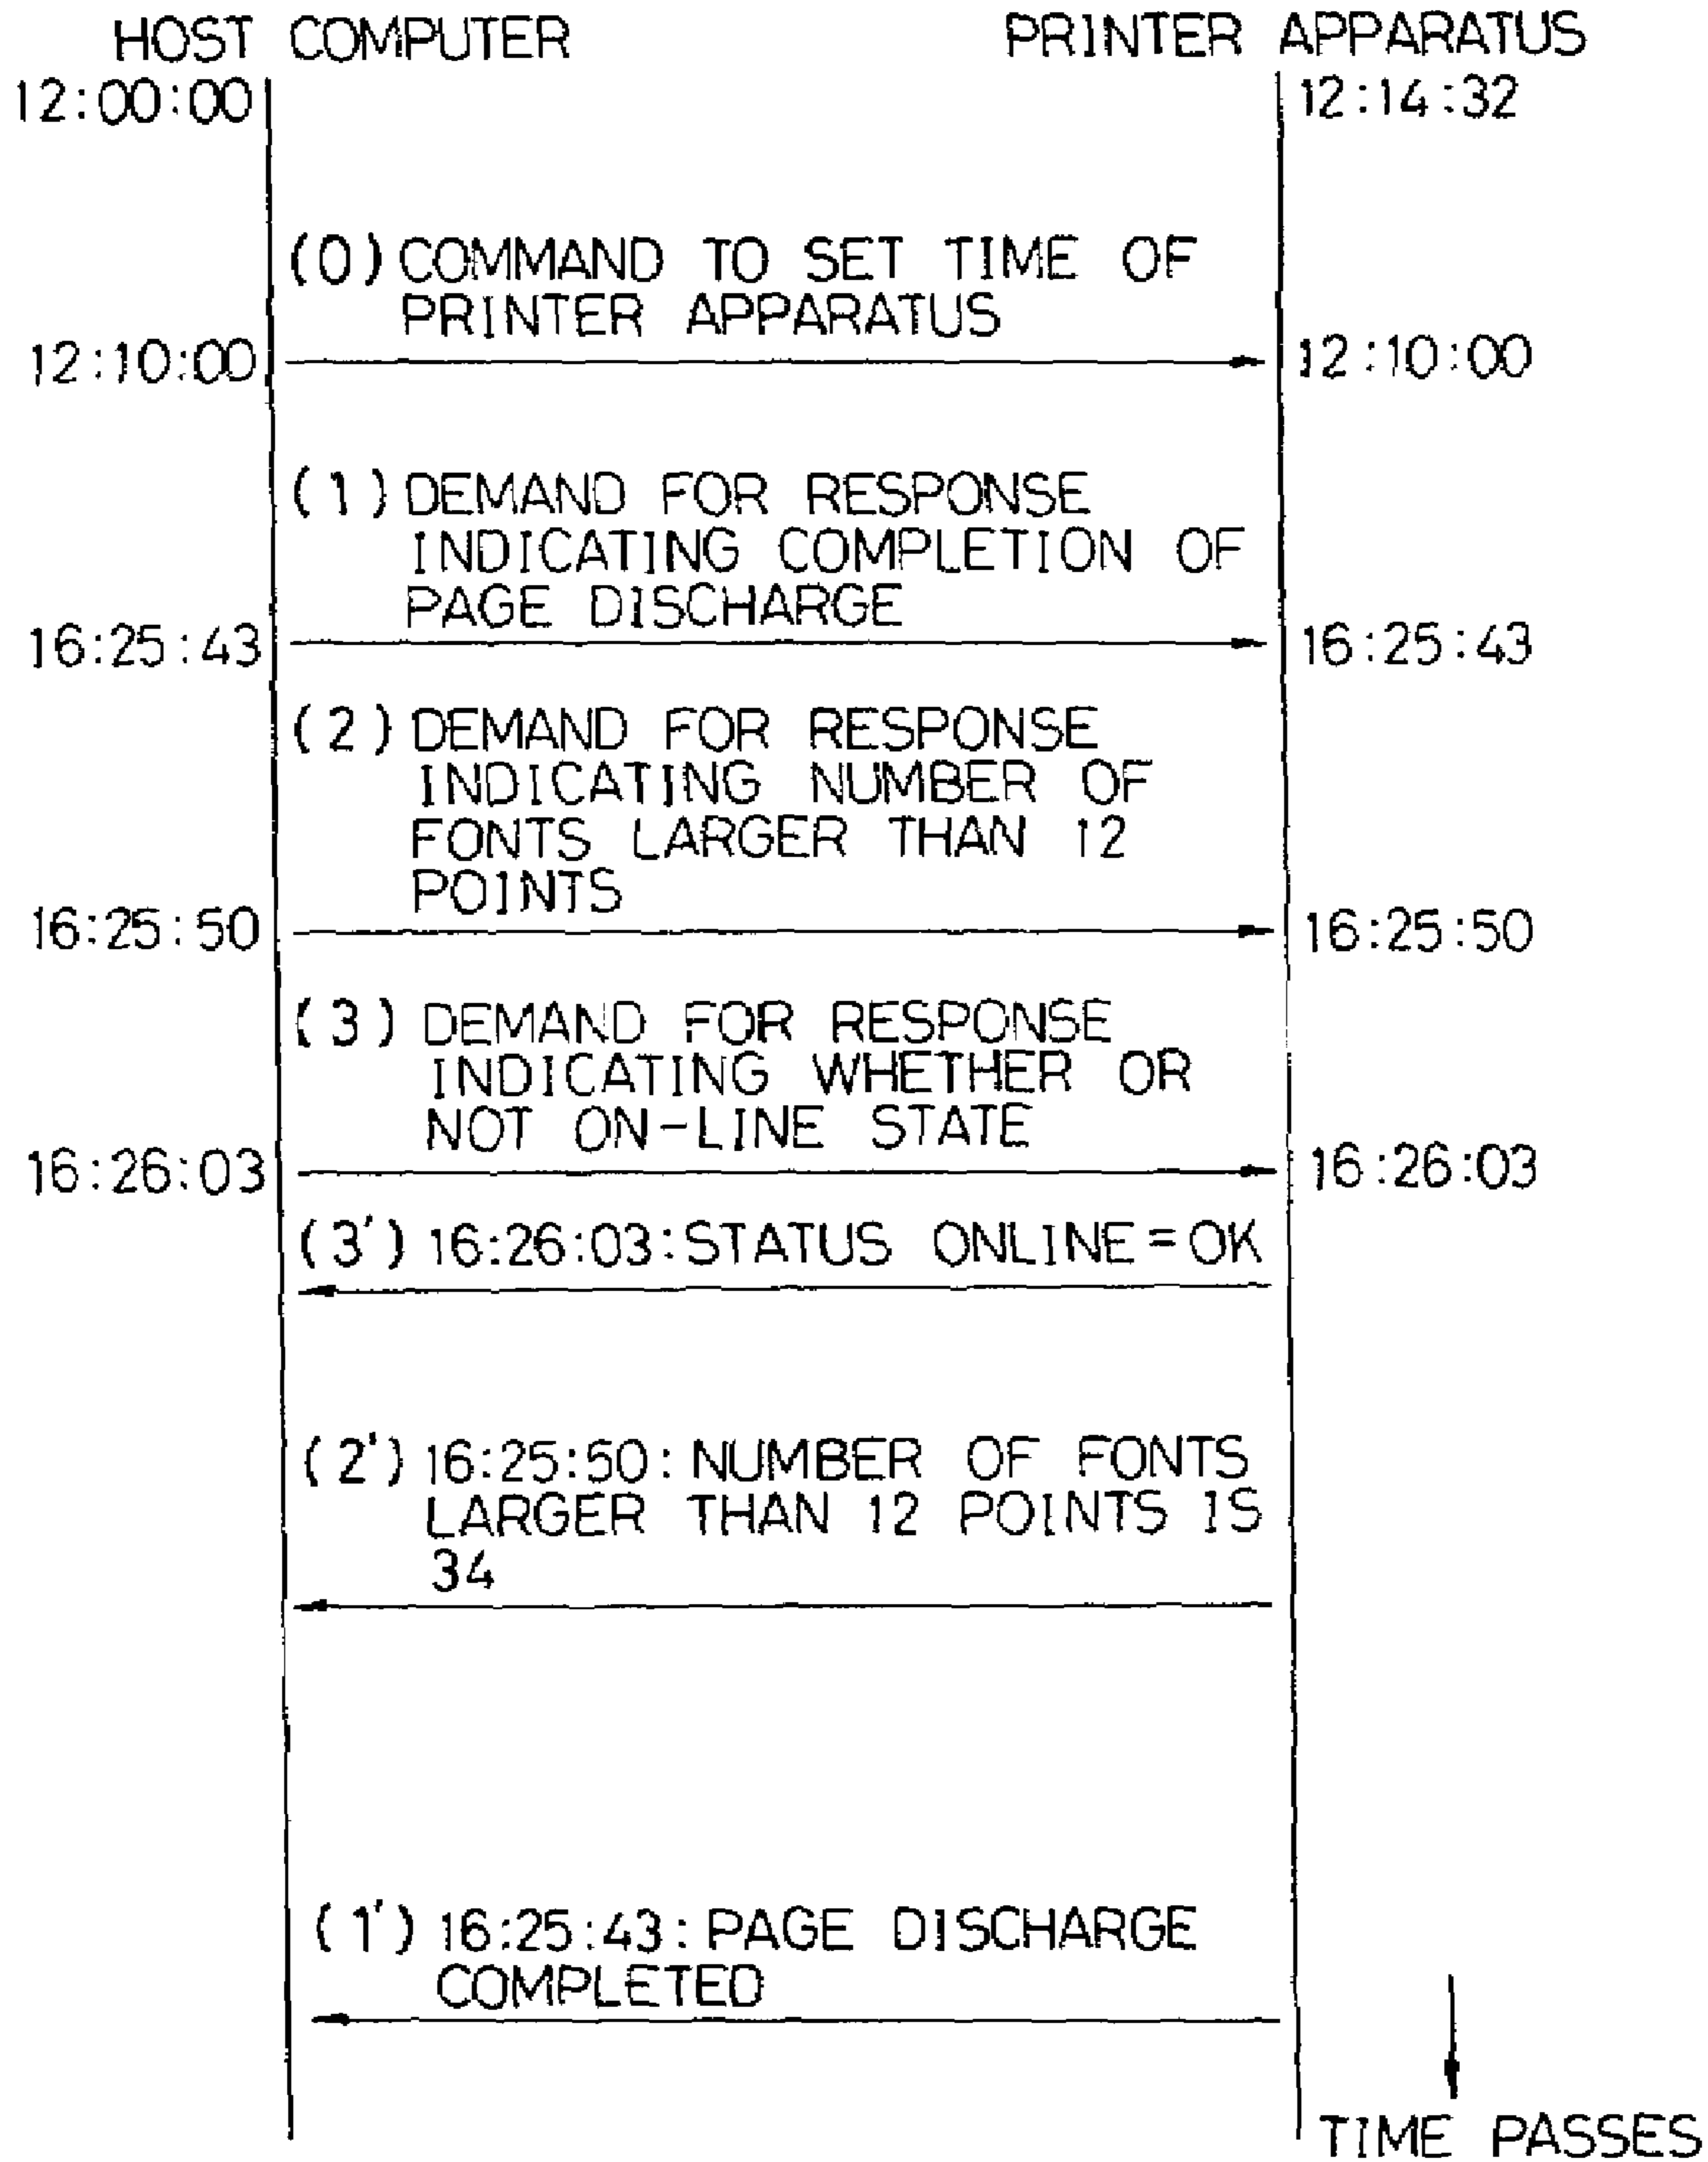 HOST COMPUTER PRINTER APPARATUS
12:00:00 12:14:32
(0) COMMAND TO SET TIME OF
PRINTER APPARATUS
12:10:00 12:10:00
(1) DEMAND FOR RESPONSE
INDICATING COMPLETION OF
PAGE DISCHARGE
16:25:43 16:25:43
(2) DEMAND FOR RESPONSE
INDICATING NUMBER OF
FONTS LARGER THAN 12
POINTS
16:25:50 16:25:50
(3) DEMAND FOR RESPONSE
INDICATING WHETHER OR
NOT ON-LINE STATE
16:26:03 16:26:03
(3') 16:26:03: STATUS ONLINE=OK
(2') 16:25:50: NUMBER OF FONTS
LARGER THAN 12 POINTS IS
34
(1') 16:25:43: PAGE DISCHARGE
COMPLETED
TIME PASSES